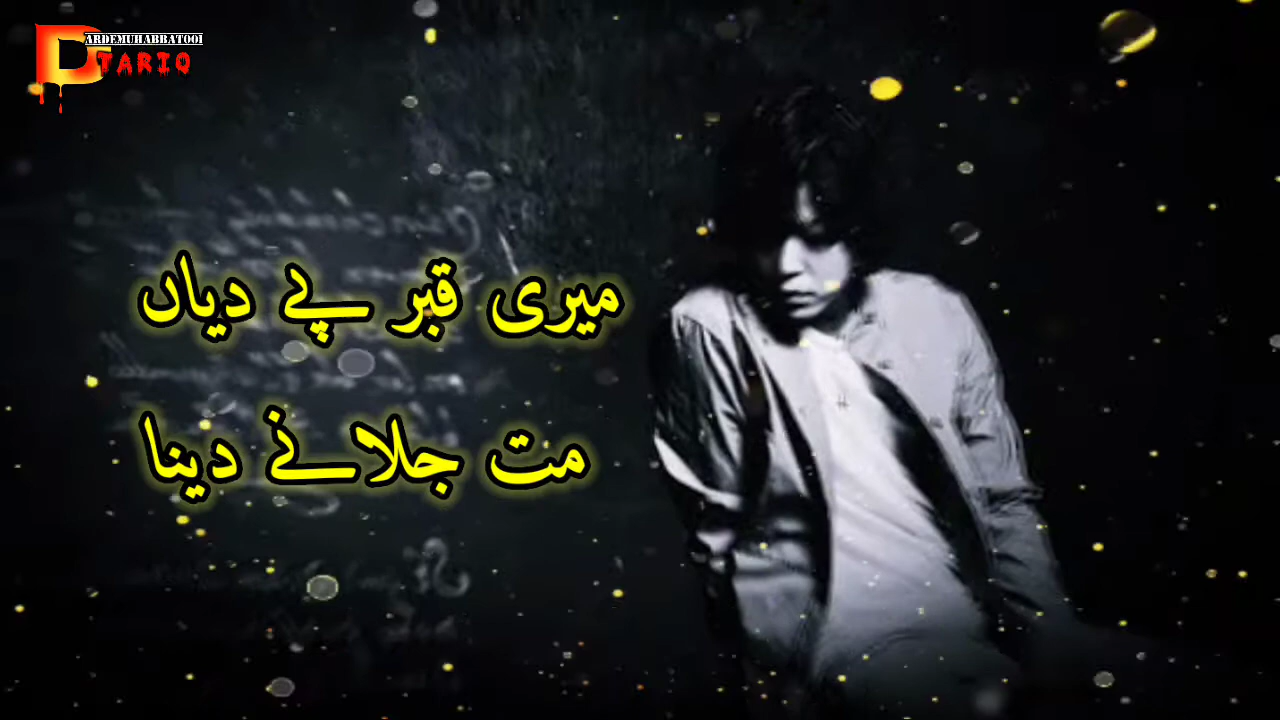 DARDEMUHABBAT001
TARIQ
میری قبر پے دیاں
مت جلانے دینا